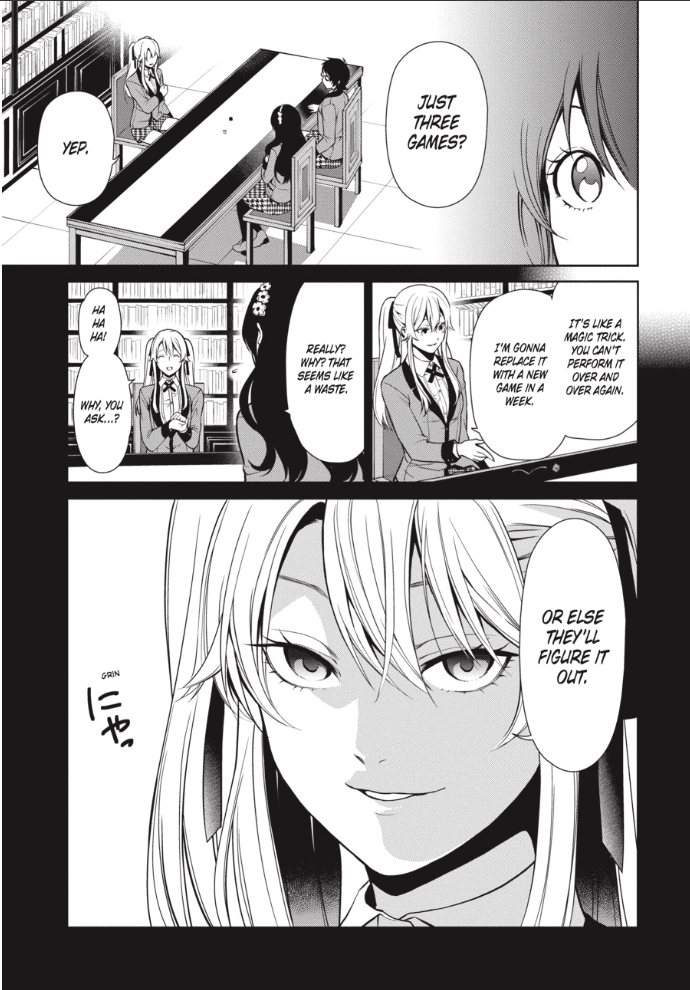 JUST
THREE
GAMES?
YEP.
IT'S LIKE A
MAGIC TRICK.
YOU CAN'T
PERFORM IT
OVER AND
OVER AGAIN.
I'M GONNA
REPLACE IT
WITH A NEW
GAME IN A
WEEK.
REALLY?
WHY? THAT
SEEMS LIKE
A WASTE.
HA
HA
HA!
WHY, YOU
ASK...?
OR ELSE
THEY'LL
FIGURE IT
OUT.
GRIN
にやっ